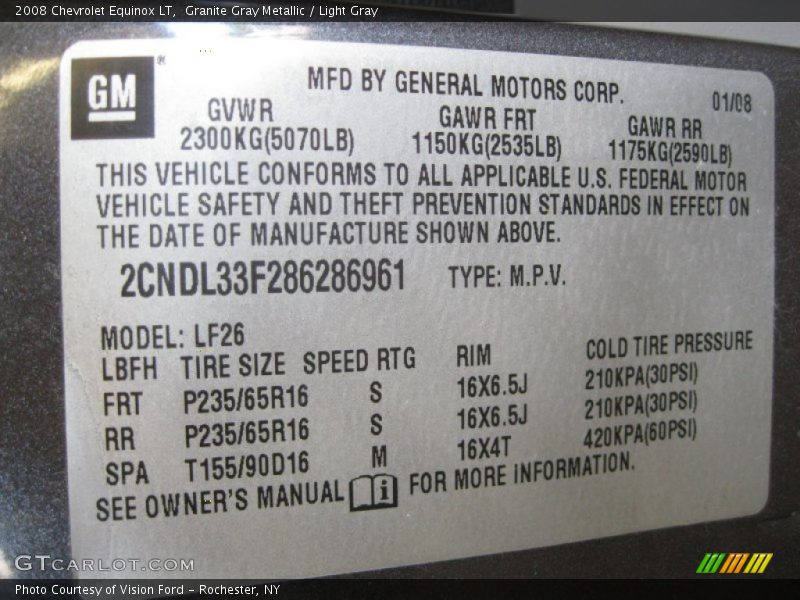 2008 Chevrolet Equinox LT,  Granite Gray Metallic / Light Gray
GM®
MFD BY GENERAL MOTORS CORP.
01/08
GVWR GAWR FRT GAWR RR
2300KG(5070LB) 1150KG(2535LB) 1175KG(2590LB)
THIS VEHICLE CONFORMS TO ALL APPLICABLE U.S. FEDERAL MOTOR
VEHICLE SAFETY AND THEFT PREVENTION STANDARDS IN EFFECT ON
THE DATE OF MANUFACTURE SHOWN ABOVE.
2CNDL33F286286961 TYPE: M.P.V.
MODEL: LF26
LBFH TIRE SIZE SPEED RTG RIM COLD TIRE PRESSURE
FRT P235/65R16 S 16X6.5J 210KPA(30PSI)
RR P235/65R16 S 16X6.5J 210KPA(30PSI)
SPA T155/90D16 M 16X4T 420KPA(60PSI)
SEE OWNER'S MANUAL i FOR MORE INFORMATION.
GTCARLOT.COM
Photo Courtesy of Vision Ford - Rochester, NY